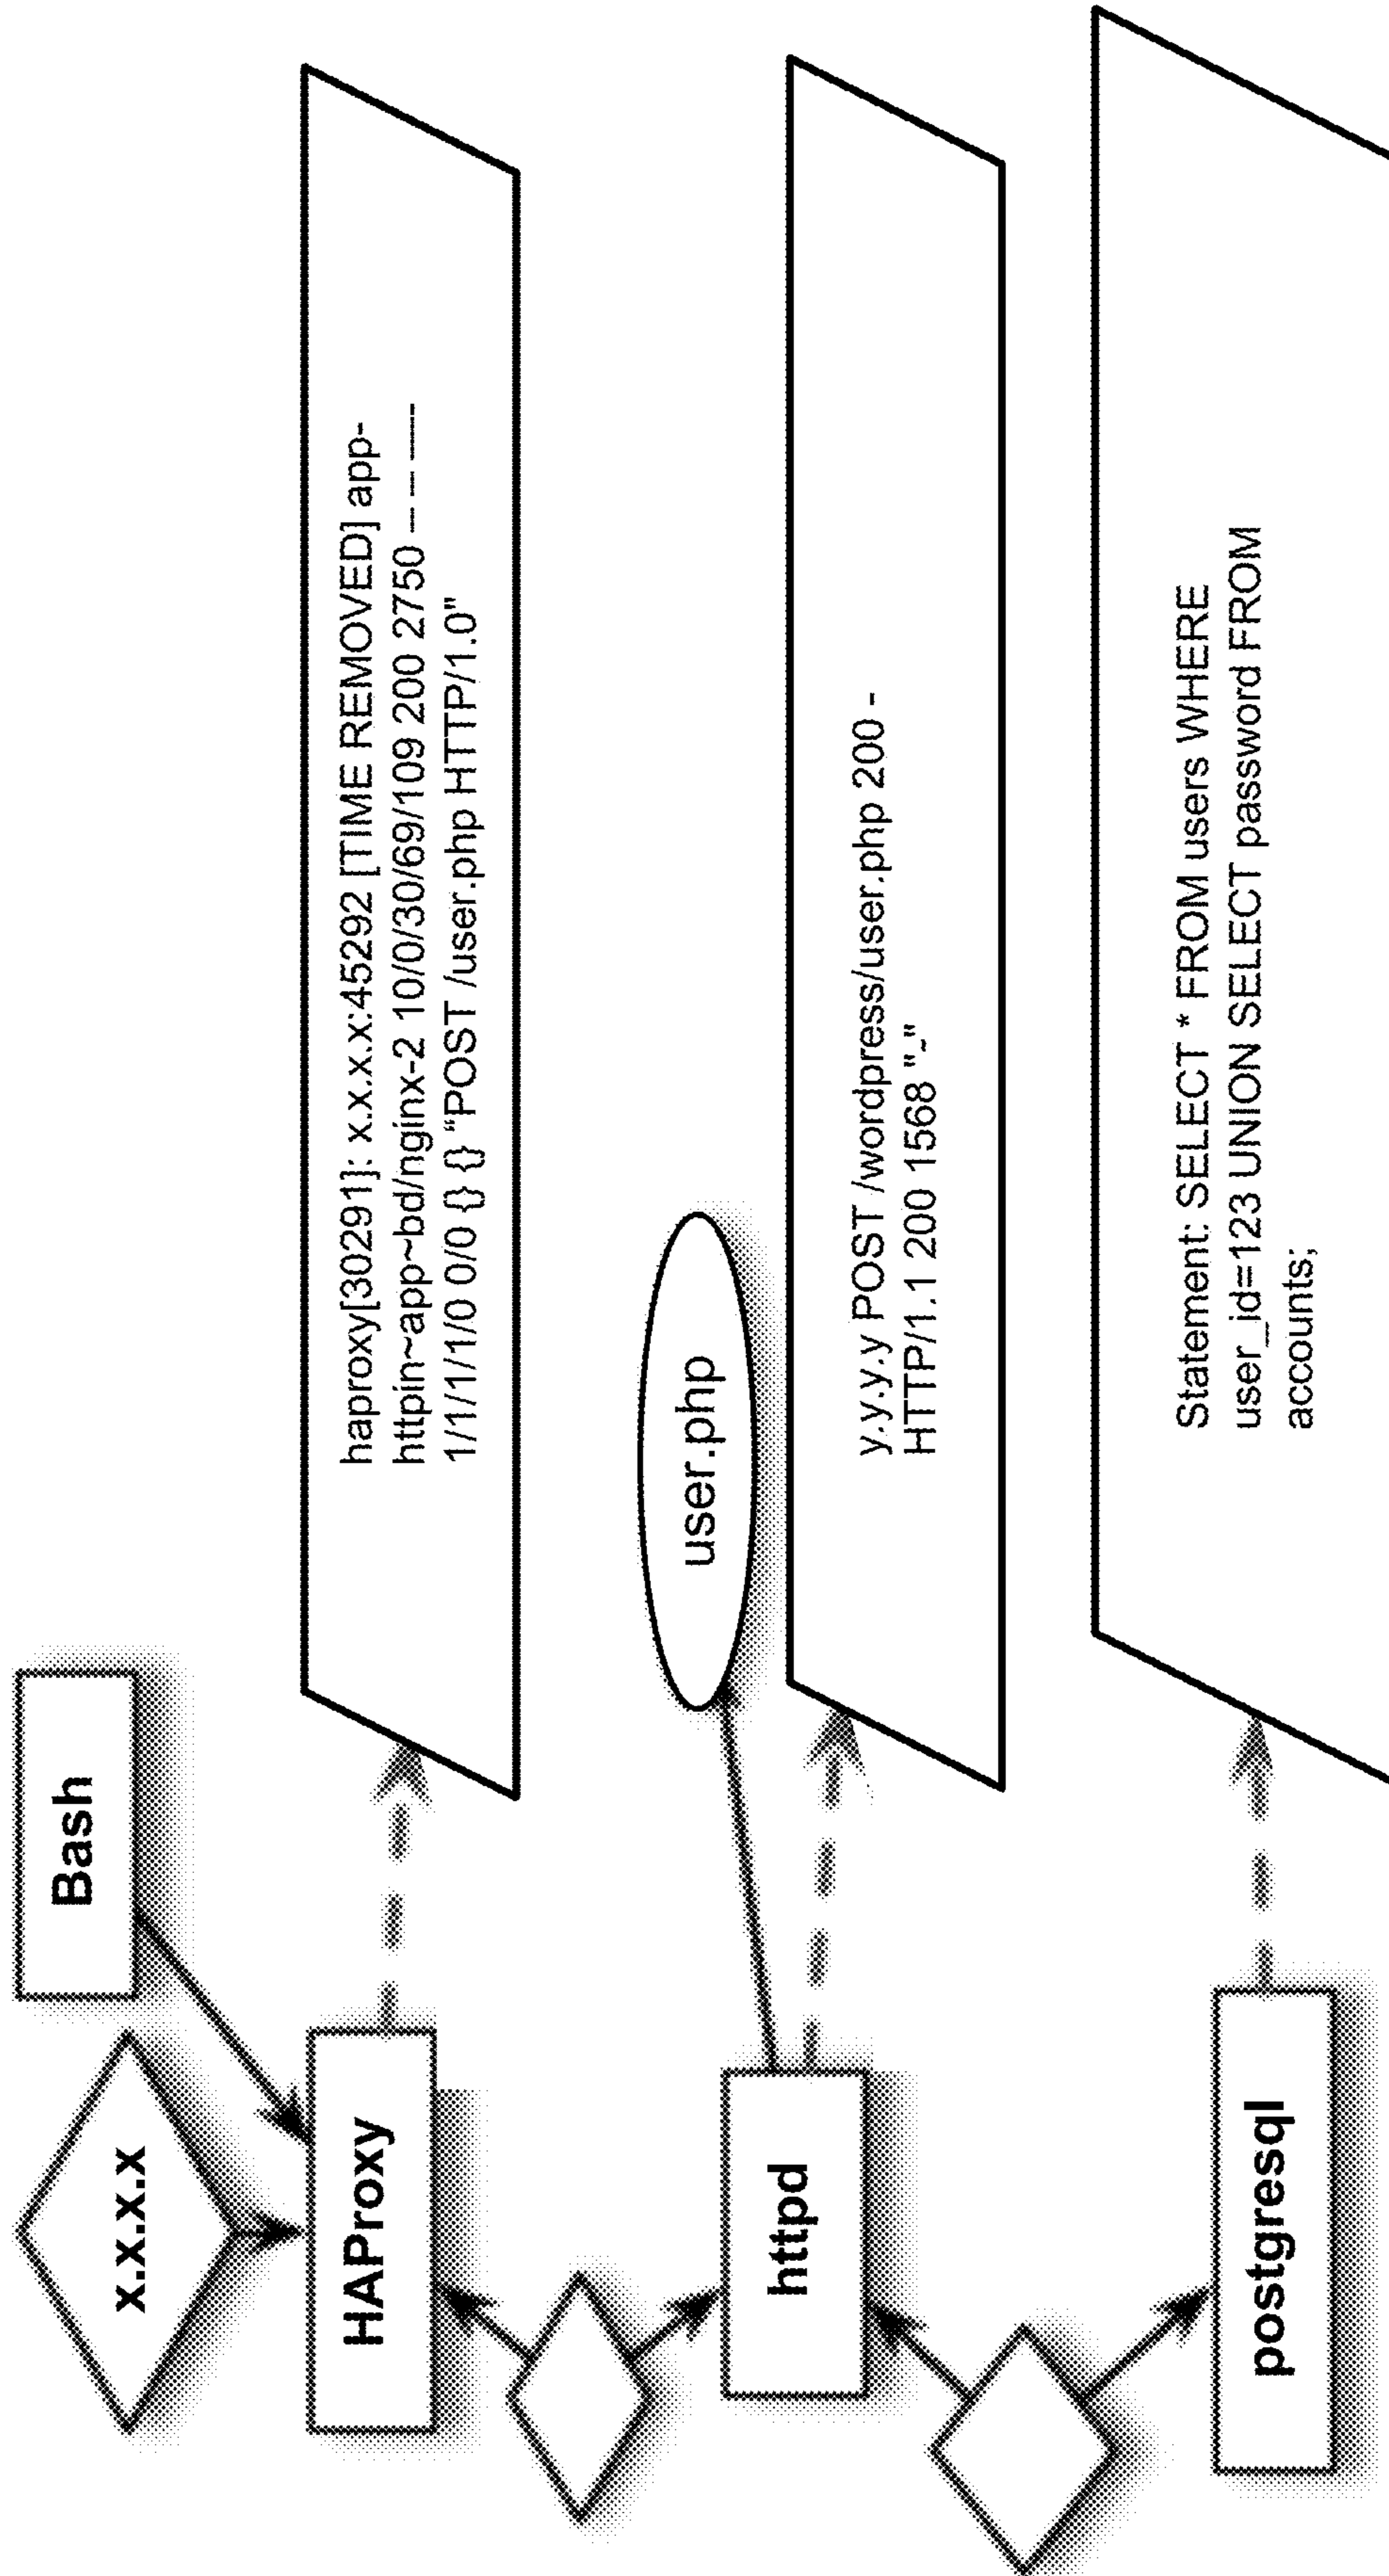 Bash
x.x.x.x
HAProxy
haproxy[30291]: x.x.x.x:45292 [TIME REMOVED] app-
httpin~app~bd/nginx-2 10/0/30/69/109 200 2750 – – — 
1/1/1/1/0 0/0 {} {} “POST /user.php HTTP/1.0"
user.php
httpd
y.y.y.y POST /wordpress/user.php 200 -
HTTP/1.1 200 1568 "-"
postgresql
Statement: SELECT * FROM users WHERE
user_id=123 UNION SELECT password FROM
accounts;